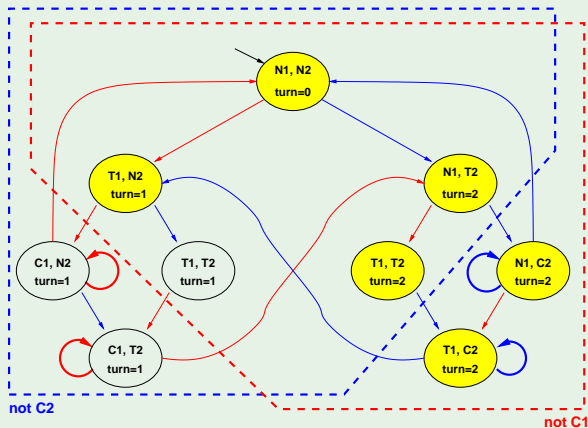 N1, N2
turn=0
T1, N2
turn=1
N1, T2
turn=2
C1, N2
turn=1
T1, T2
turn=1
T1, T2
turn=2
N1, C2
turn=2
C1, T2
turn=1
T1, C2
turn=2
not C2
not C1